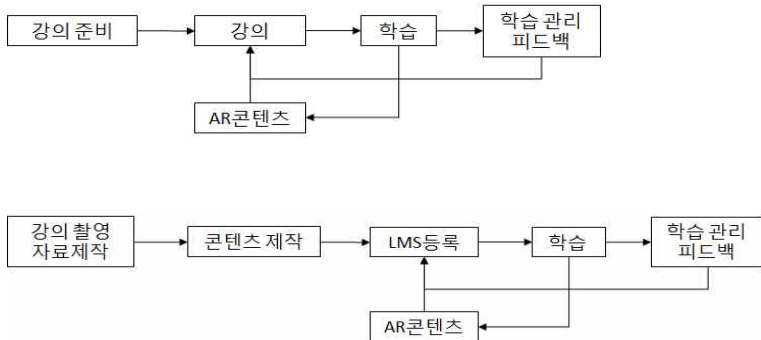 강의 준비
강의
학습
학습 관리
피드백
AR콘텐츠
강의 촬영
자료제작
콘텐츠 제작
LMS등록
학습
학습 관리
피드백
AR콘텐츠